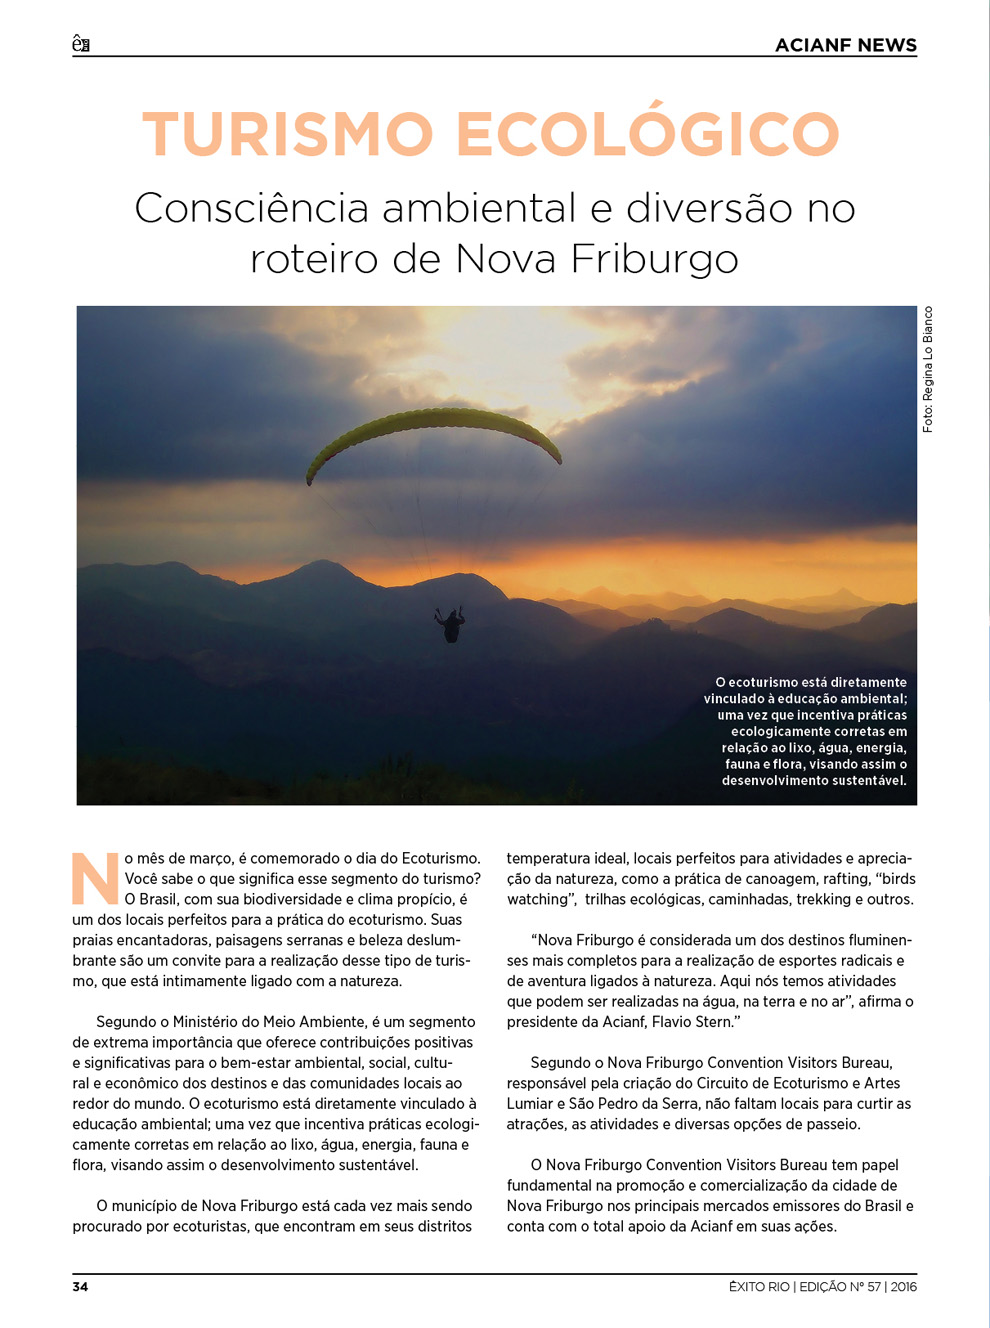 ACIANF NEWS
TURISMO ECOLÓGICO
Consciência ambiental e diversão no
roteiro de Nova Friburgo
Foto: Regina Lo Bianco
O ecoturismo está diretamente
vinculado à educação ambiental;
uma vez que incentiva práticas
ecologicamente corretas em
relação ao lixo, água, energia,
fauna e flora, visando assim o
desenvolvimento sustentável.
No mês de março, é comemorado o dia do Ecoturismo.
Você sabe o que significa esse segmento do turismo?
O Brasil, com sua biodiversidade e clima propício, é
um dos locais perfeitos para a prática do ecoturismo. Suas
praias encantadoras, paisagens serranas e beleza deslum-
brante são um convite para a realização desse tipo de turis-
mo, que está intimamente ligado com a natureza.
Segundo o Ministério do Meio Ambiente, é um segmento
de extrema importância que oferece contribuições positivas
e significativas para o bem-estar ambiental, social, cultu-
ral e econômico dos destinos e das comunidades locais ao
redor do mundo. O ecoturismo está diretamente vinculado à
educação ambiental; uma vez que incentiva práticas ecologi-
camente corretas em relação ao lixo, água, energia, fauna e
flora, visando assim o desenvolvimento sustentável.
O município de Nova Friburgo está cada vez mais sendo
procurado por ecoturistas, que encontram em seus distritos
temperatura ideal, locais perfeitos para atividades e aprecia-
ção da natureza, como a prática de canoagem, rafting, “birds
watching”, trilhas ecológicas, caminhadas, trekking e outros.
“Nova Friburgo é considerada um dos destinos fluminen-
ses mais completos para a realização de esportes radicais e
de aventura ligados à natureza. Aqui nós temos atividades
que podem ser realizadas na água, na terra e no ar”, afirma o
presidente da Acianf, Flavio Stern.”
Segundo o Nova Friburgo Convention Visitors Bureau,
responsável pela criação do Circuito de Ecoturismo e Artes
Lumiar e São Pedro da Serra, não faltam locais para curtir as
atrações, as atividades e diversas opções de passeio.
O Nova Friburgo Convention Visitors Bureau tem papel
fundamental na promoção e comercialização da cidade de
Nova Friburgo nos principais mercados emissores do Brasil e
conta com o total apoio da Acianf em suas ações.
34
ÊXITO RIO | EDIÇÃO Nº 57 | 2016